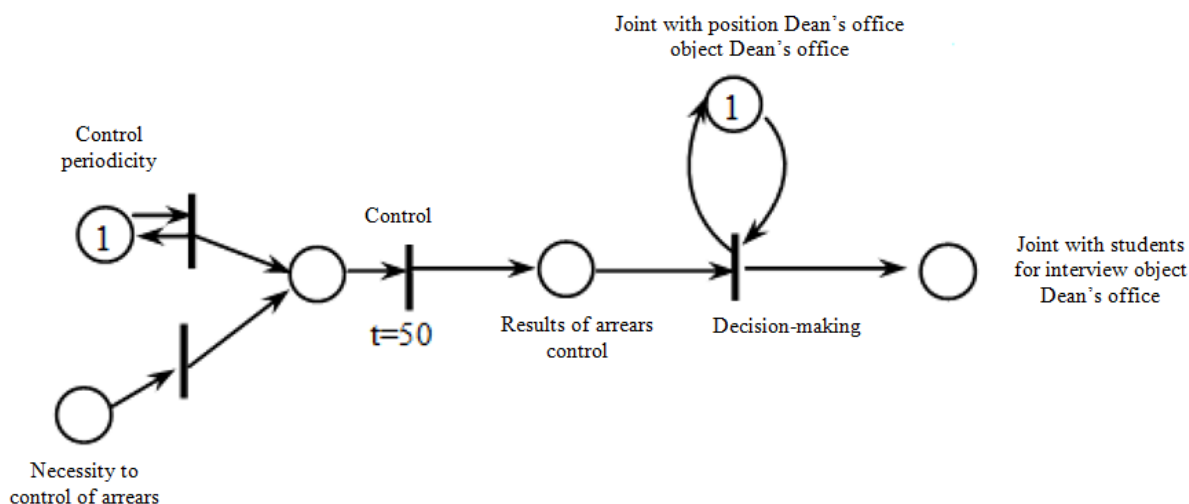 Joint with position Dean's office
object Dean's office
1
Control
periodicity
1
Control
t=50
Results of arrears
control
Decision-making
Joint with students
for interview object
Dean's office
Necessity to
control of arrears